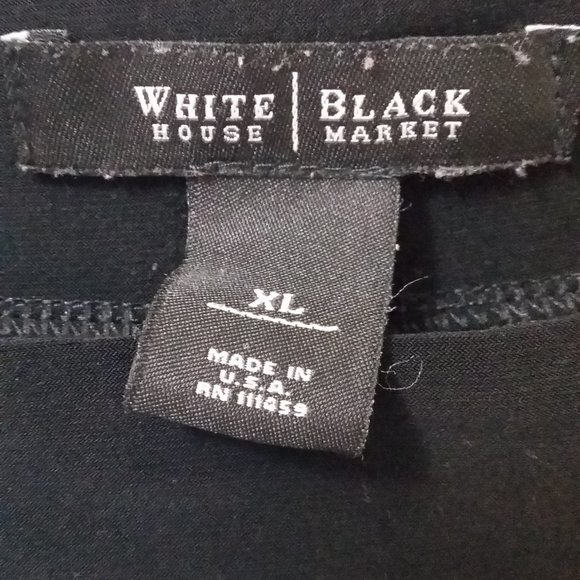 WHITE | BLACK
HOUSE | MARKET
XL
MADE IN
U.S.A.
RN 111459